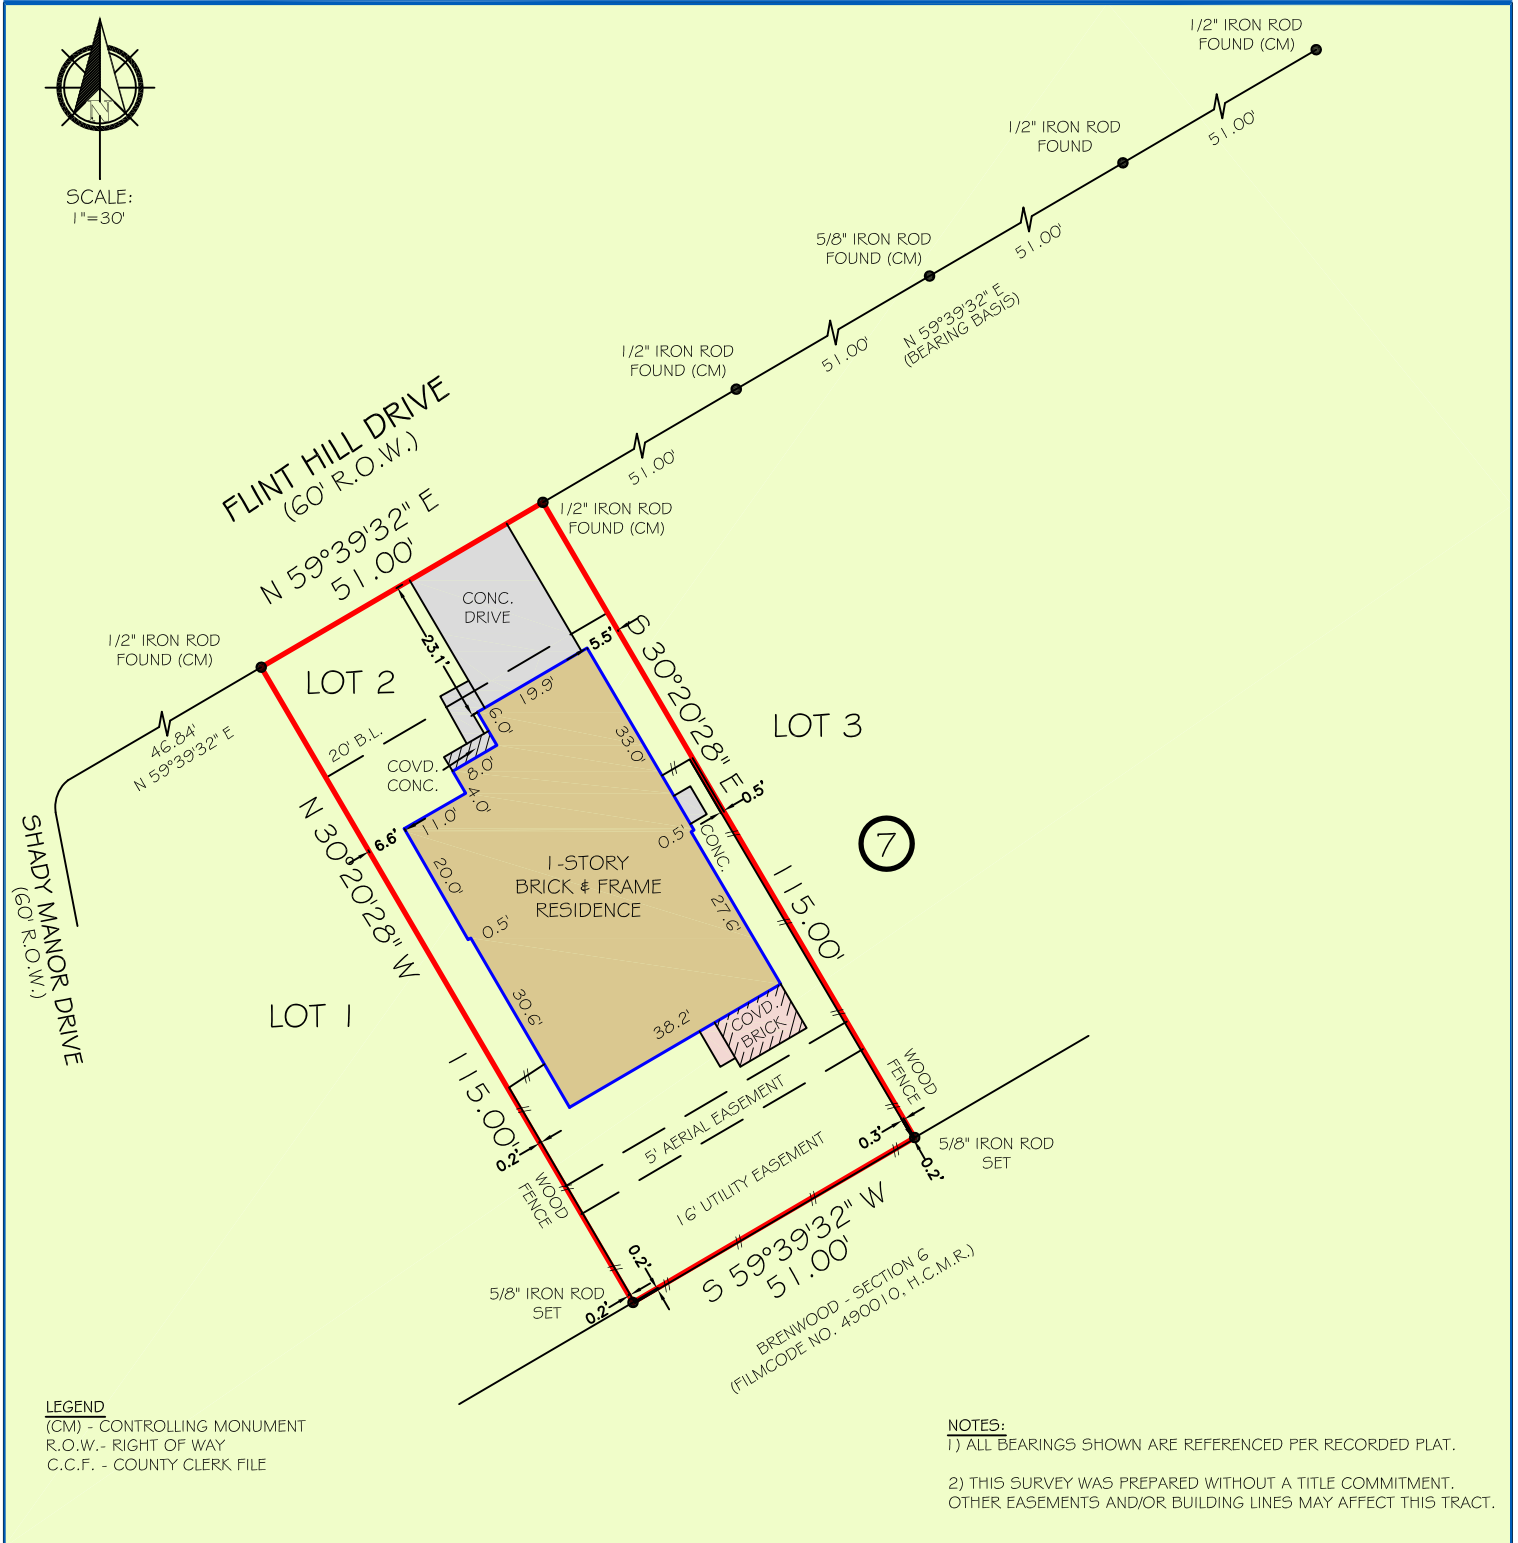 1/2" IRON ROD
FOUND (CM)
N
SCALE:
1"=30'
51.00'
1/2" IRON ROD
FOUND
51.00'
5/8" IRON ROD
FOUND (CM)
N 59°39'32" E
(BEARING BASIS)
51.00'
1/2" IRON ROD
FOUND (CM)
51.00'
FLINT HILL DRIVE
(60' R.O.W.)
N 59°39'32" E
51.00'
1/2" IRON ROD
FOUND (CM)
CONC.
DRIVE
23.1'
5.5'
S 30°20'28" E
115.00'
1/2" IRON ROD
FOUND (CM)
LOT 2
46.84'
N 59°39'32" E
20' B.L.
19.9'
6.0'
8.0'
4.0'
11.0'
COVD.
CONC.
33.0'
LOT 3
0.5'
0.5'
CONC.
7
6.6'
N 30°20'28" W
115.00'
20.0'
1-STORY
BRICK & FRAME
RESIDENCE
0.5'
27.6'
30.6'
38.2'
SHADY MANOR DRIVE
(60' R.O.W.)
LOT 1
COVD.
BRICK
WOOD
FENCE
5' AERIAL EASEMENT
0.3'
5/8" IRON ROD
SET
0.2'
0.2'
WOOD
FENCE
16' UTILITY EASEMENT
0.2'
0.2'
5/8" IRON ROD
SET
S 59°39'32" W
51.00'
BRENWOOD - SECTION 6
(FILMCODE NO. 490010, H.C.M.R.)
LEGEND
(CM) - CONTROLLING MONUMENT
R.O.W.- RIGHT OF WAY
C.C.F. - COUNTY CLERK FILE
NOTES:
1) ALL BEARINGS SHOWN ARE REFERENCED PER RECORDED PLAT.
2) THIS SURVEY WAS PREPARED WITHOUT A TITLE COMMITMENT.
OTHER EASEMENTS AND/OR BUILDING LINES MAY AFFECT THIS TRACT.